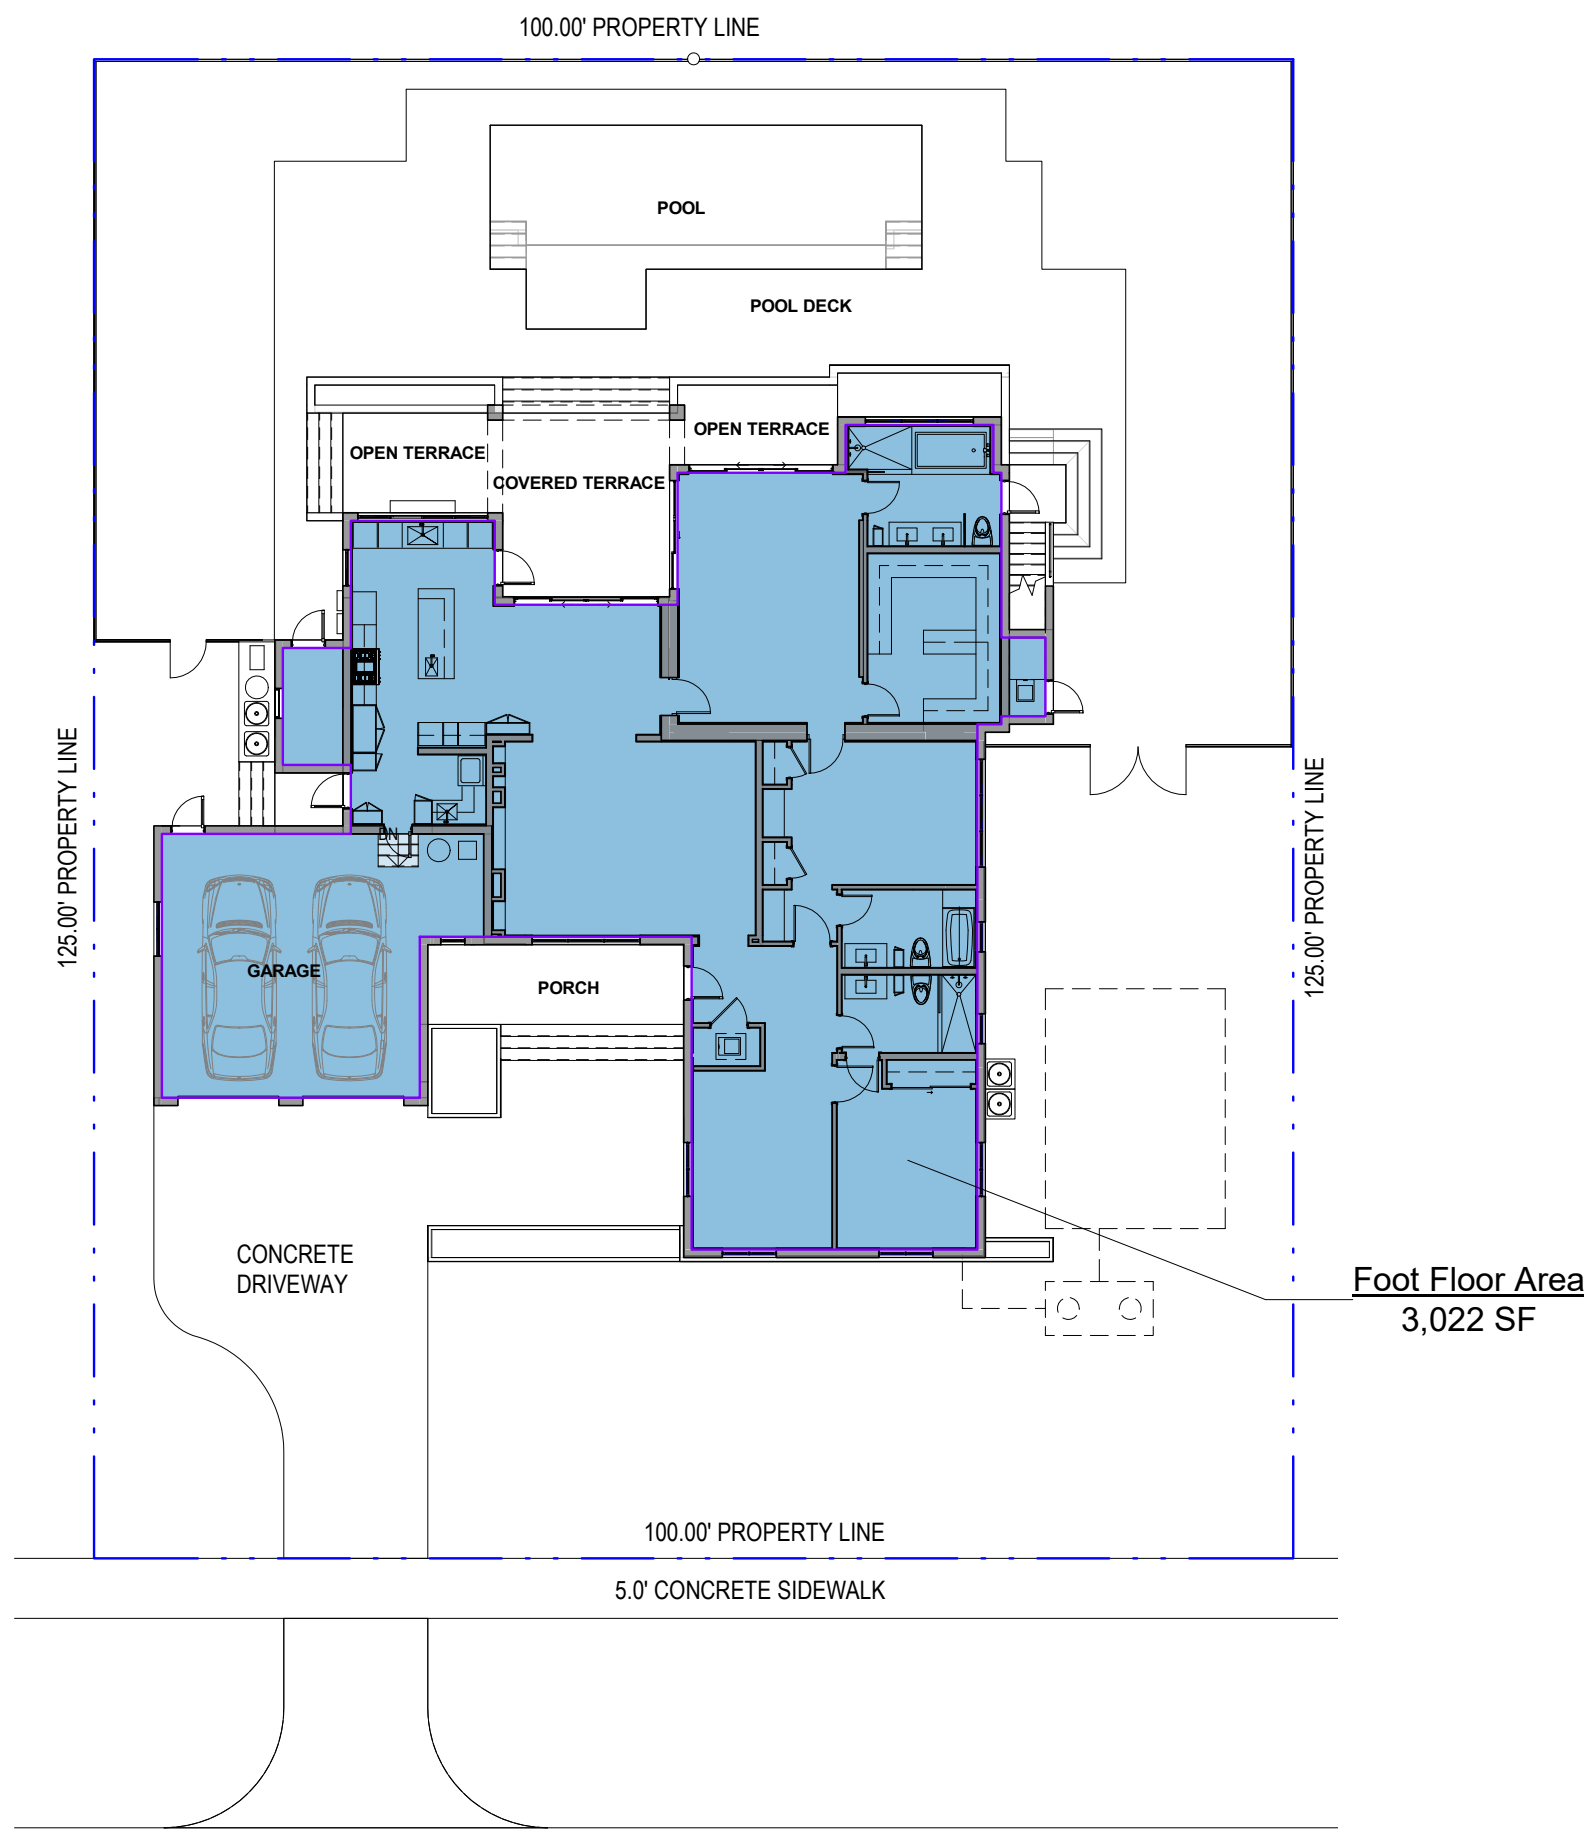 100.00' PROPERTY LINE
POOL
POOL DECK
OPEN TERRACE
OPEN TERRACE
COVERED TERRACE
125.00' PROPERTY LINE
125.00' PROPERTY LINE
DN
GARAGE
PORCH
CONCRETE
DRIVEWAY
Foot Floor Area
3,022 SF
100.00' PROPERTY LINE
5.0' CONCRETE SIDEWALK